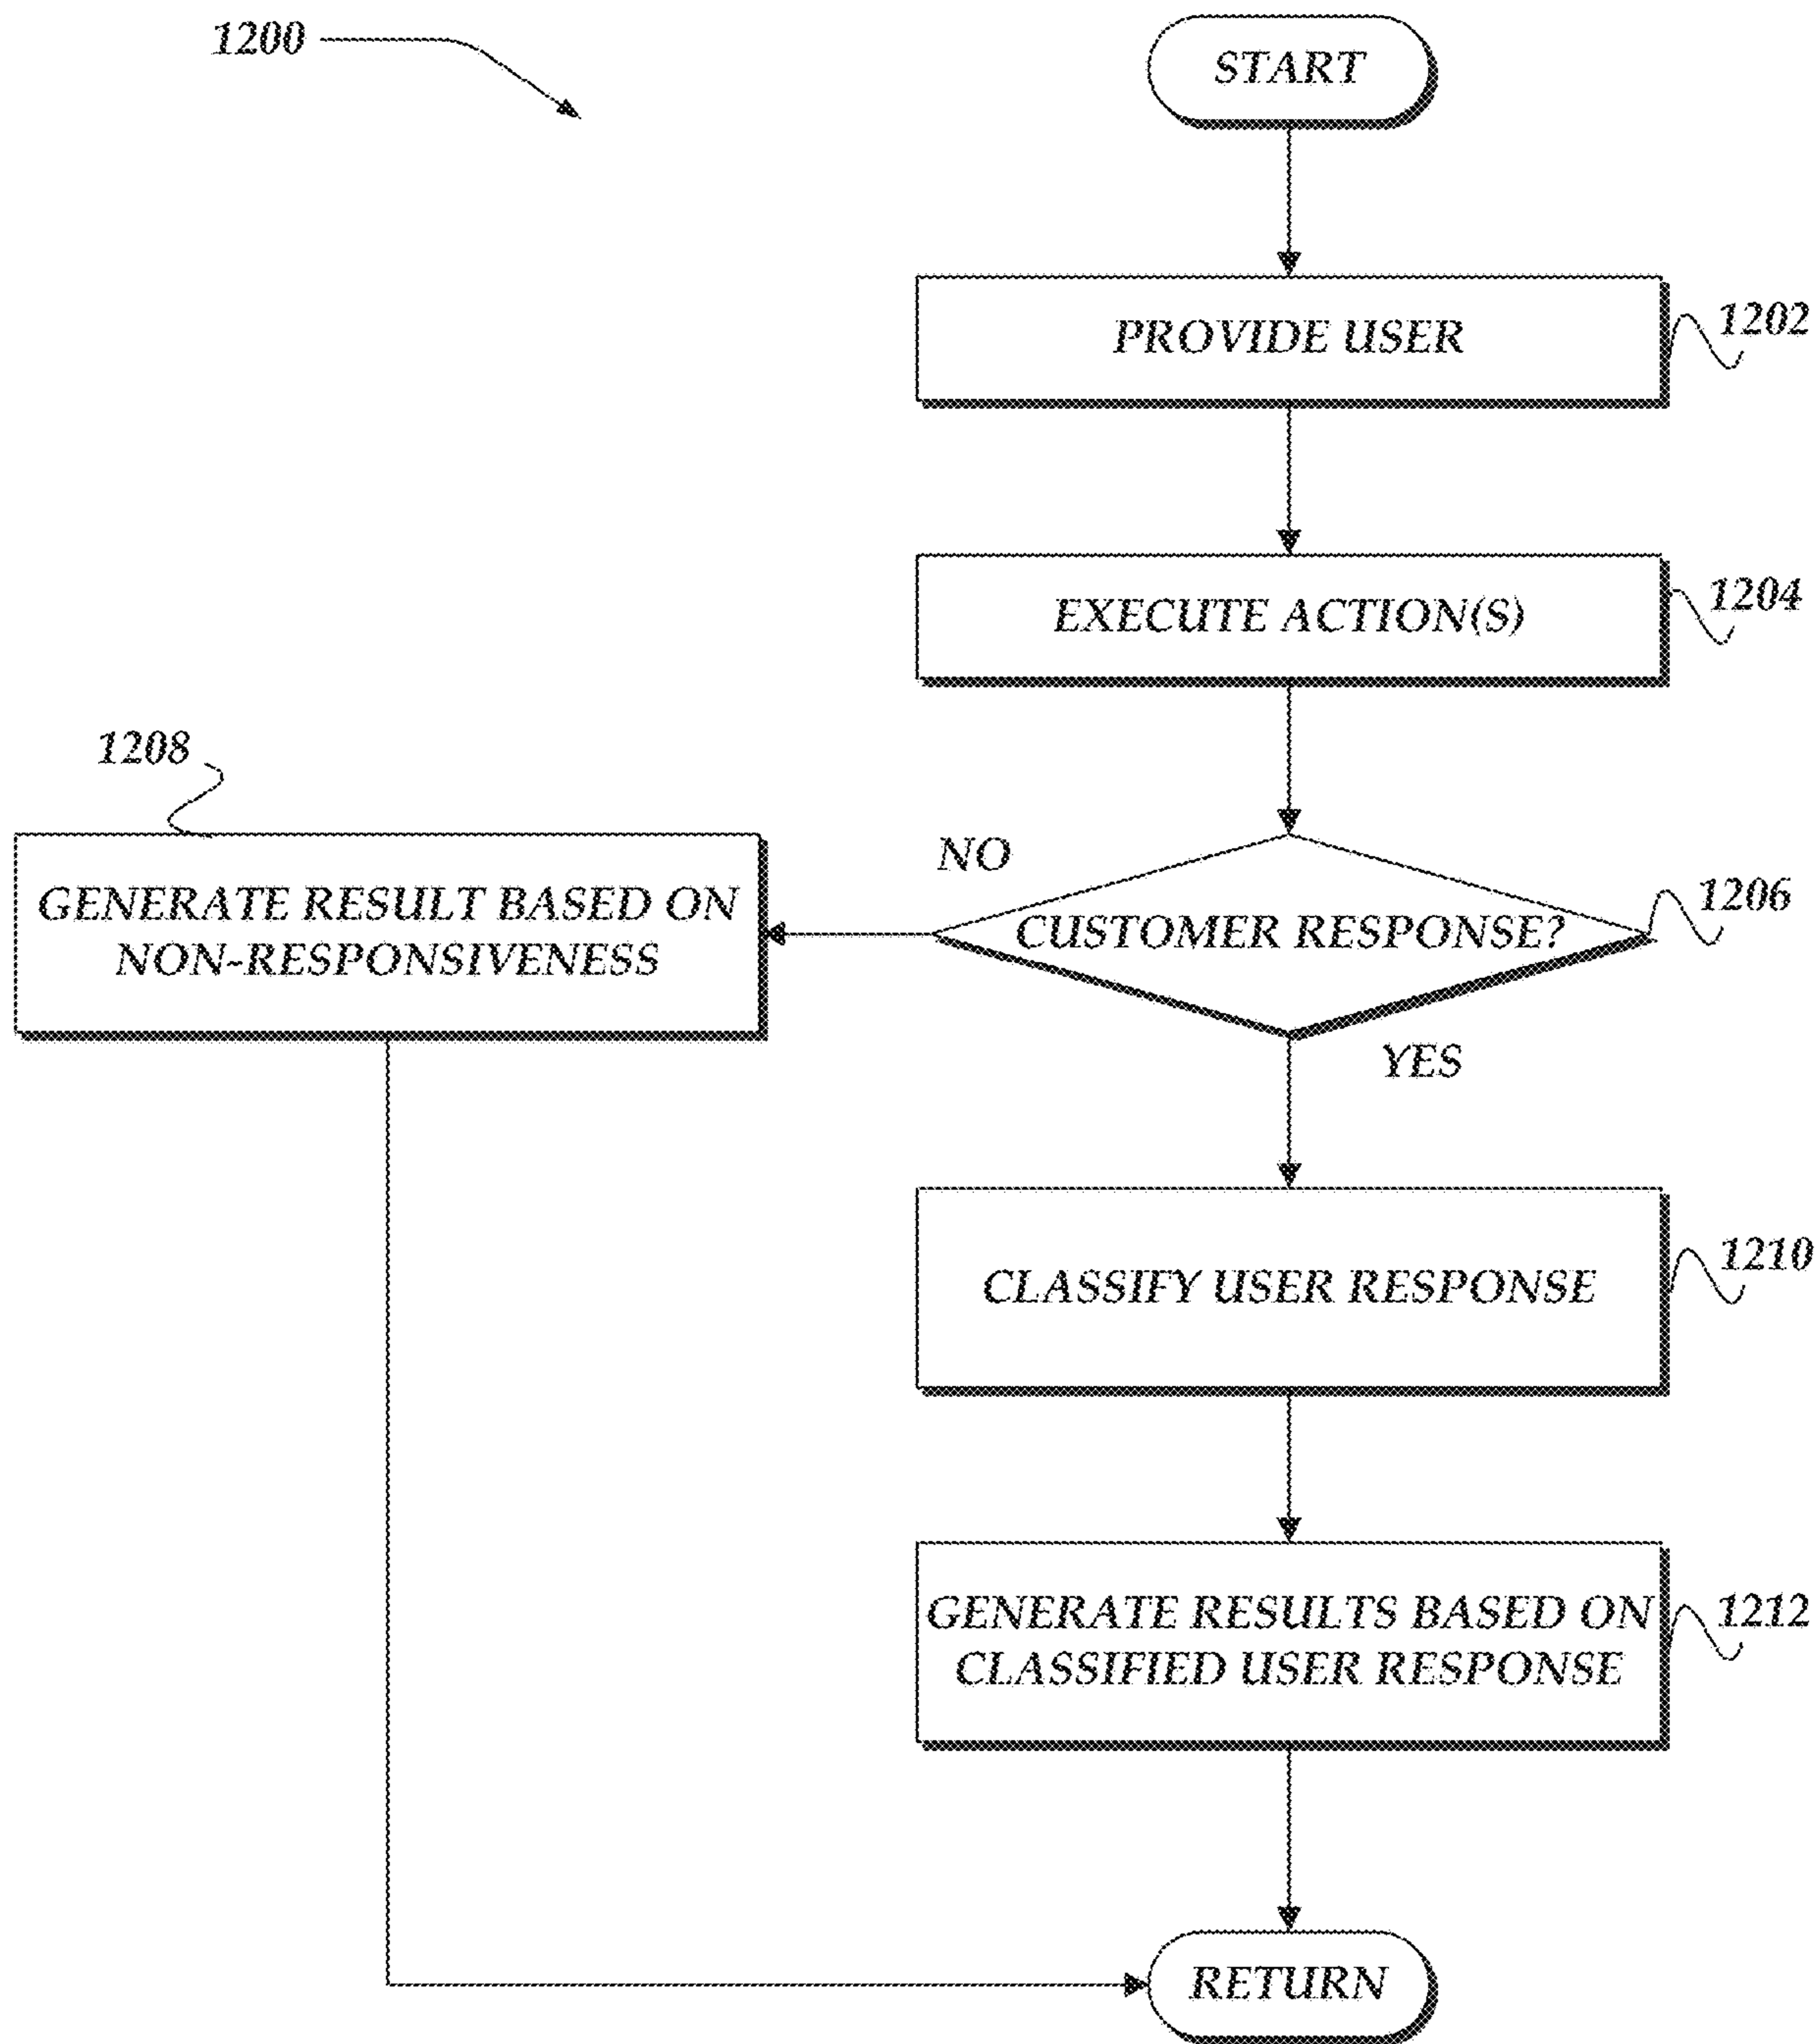 1200
START
PROVIDE USER
1202
EXECUTE ACTION(S)
1204
1208
NO
GENERATE RESULT BASED ON
NON-RESPONSIVENESS
CUSTOMER RESPONSE?
1206
YES
CLASSIFY USER RESPONSE
1210
GENERATE RESULTS BASED ON
CLASSIFIED USER RESPONSE
1212
RETURN